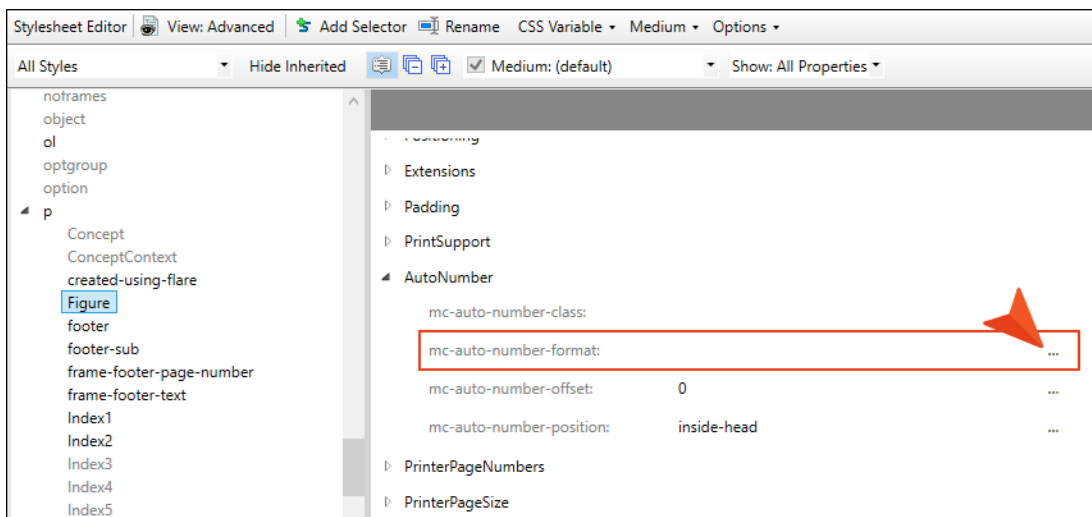 Stylesheet Editor View: Advanced Add Selector Rename CSS Variable Medium Options
All Styles Hide Inherited Medium: (default) Show: All Properties
noframes
object
ol
optgroup
option
p
Concept
ConceptContext
created-using-flare
Figure
footer
footer-sub
frame-footer-page-number
frame-footer-text
Index1
Index2
Index3
Index4
Index5
Positioning
Extensions
Padding
PrintSupport
AutoNumber
mc-auto-number-class:
mc-auto-number-format: ...
mc-auto-number-offset: 0 ...
mc-auto-number-position: inside-head ...
PrinterPageNumbers
PrinterPageSize